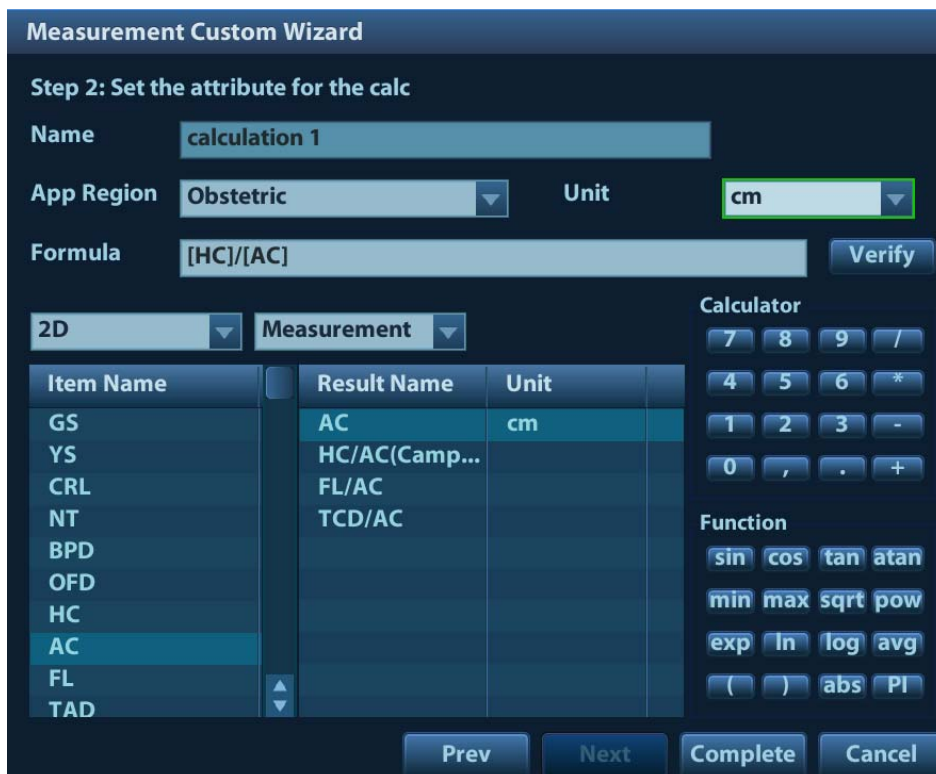 Measurement Custom Wizard
Step 2: Set the attribute for the calc
Name calculation 1
App Region Obstetric Unit cm
Formula [HC]/[AC] Verify
2D Measurement
Item Name
GS
YS
CRL
NT
BPD
OFD
HC
AC
FL
TAD
Result Name Unit
AC cm
HC/AC(Camp...
FL/AC
TCD/AC
Calculator
7 8 9 /
4 5 6 *
1 2 3 -
0 , . +
Function
sin cos tan atan
min max sqrt pow
exp ln log avg
( ) abs PI
Prev Next Complete Cancel